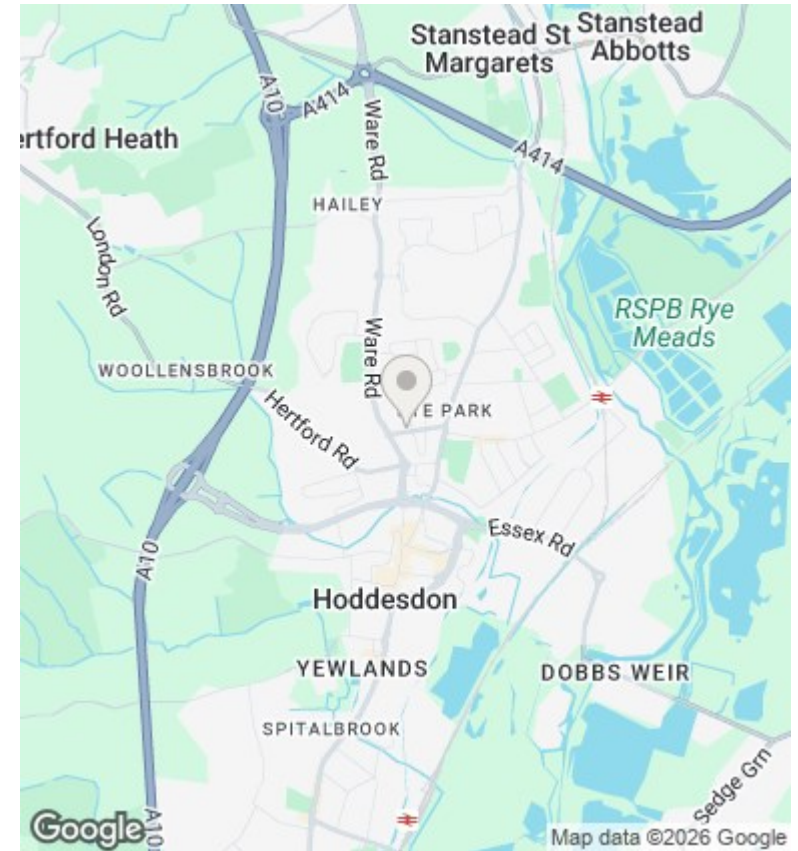 Stanstead St
Margarets
Stanstead
Abbotts
A10
A414
Ware Rd
ertford Heath
A414
HAILEY
London Rd
RSPB Rye
Meads
Ware Rd
WOOLLENSBROOK
Hertford Rd
YE PARK
A10
Essex Rd
Hoddesdon
YEWLANDS
DOBBS WEIR
SPITALBROOK
Sedge Grn
A10
Google
Map data ©2026 Google